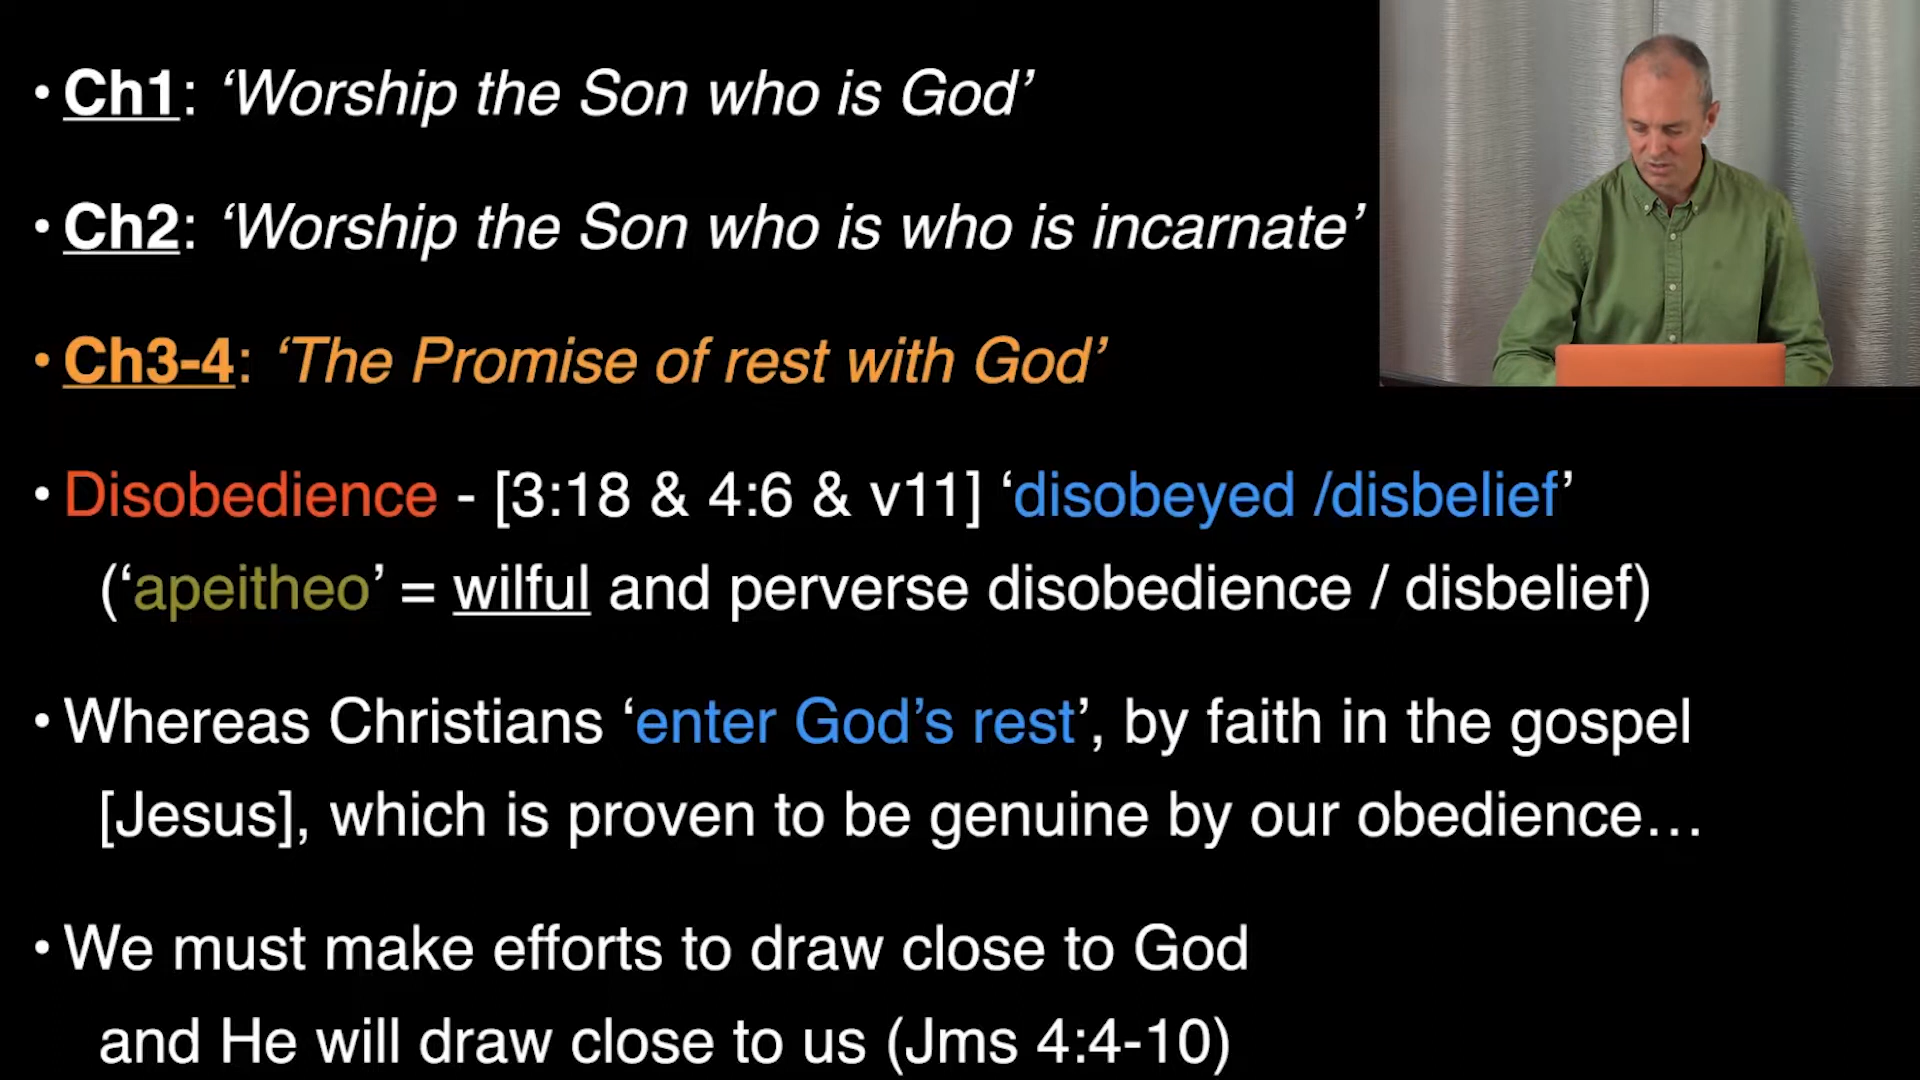 • Ch1: ‘Worship the Son who is God’
• Ch2: ‘Worship the Son who is who is incarnate’
• Ch3-4: ‘The Promise of rest with God’
• Disobedience - [3:18 & 4:6 & v11] ‘disobeyed /disbelief’
(‘apeitheo’ = wilful and perverse disobedience / disbelief)
• Whereas Christians ‘enter God’s rest’, by faith in the gospel
[Jesus], which is proven to be genuine by our obedience…
• We must make efforts to draw close to God
and He will draw close to us (Jms 4:4-10)